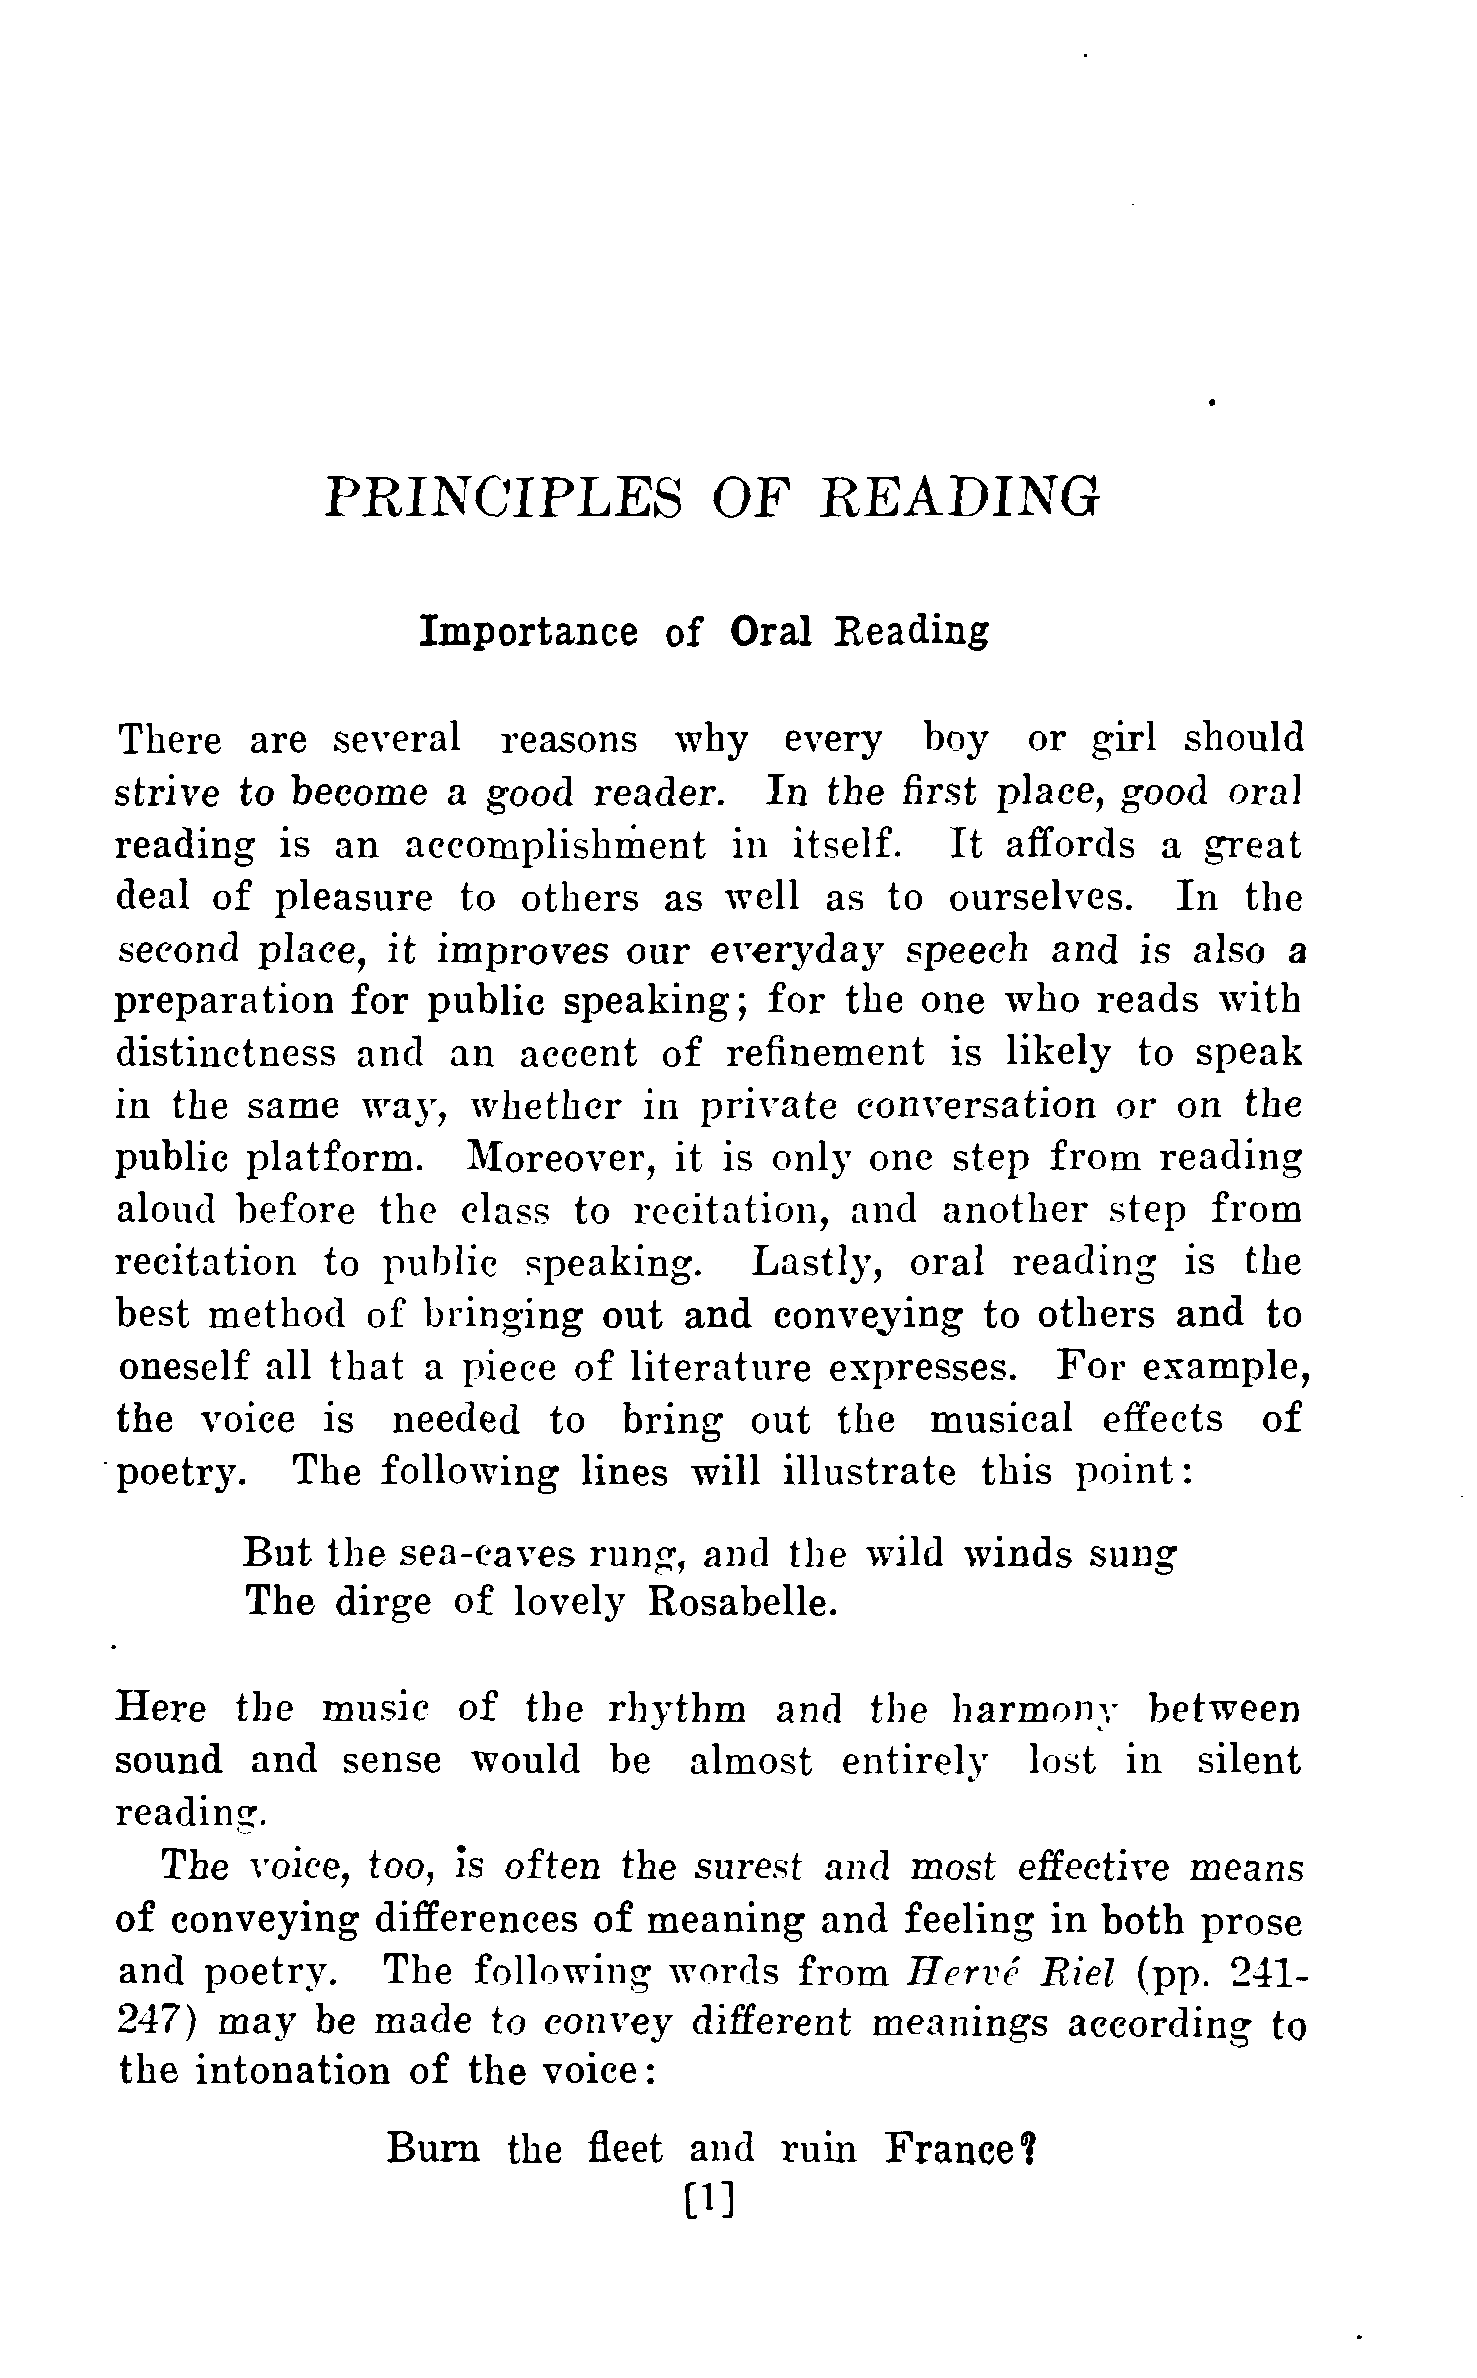 PRINCIPLES OF READING
Importance of Oral Reading
There are several reasons why every boy or girl should
strive to become a good reader. In the first place, good oral
reading is an accomplishment in itself. It affords a great
deal of pleasure to others as well as to ourselves. In the
second place, it improves our everyday speech and is also a
preparation for public speaking; for the one who reads with
distinctness and an accent of refinement is likely to speak
in the same way, whether in private conversation or on the
public platform. Moreover, it is only one step from reading
aloud before the class to recitation, and another step from
recitation to public speaking. Lastly, oral reading is the
best method of bringing out and conveying to others and to
oneself all that a piece of literature expresses. For example,
the voice is needed to bring out the musical effects of
poetry. The following lines will illustrate this point:
But the sea-caves rung, and the wild winds sung
The dirge of lovely Rosabelle.
Here the music of the rhythm and the harmony between
sound and sense would be almost entirely lost in silent
reading.
The voice, too, is often the surest and most effective means
of conveying differences of meaning and feeling in both prose
and poetry. The following words from Hervé Riel (pp. 241-
247) may be made to convey different meanings according to
the intonation of the voice:
Burn the fleet and ruin France?
[1]